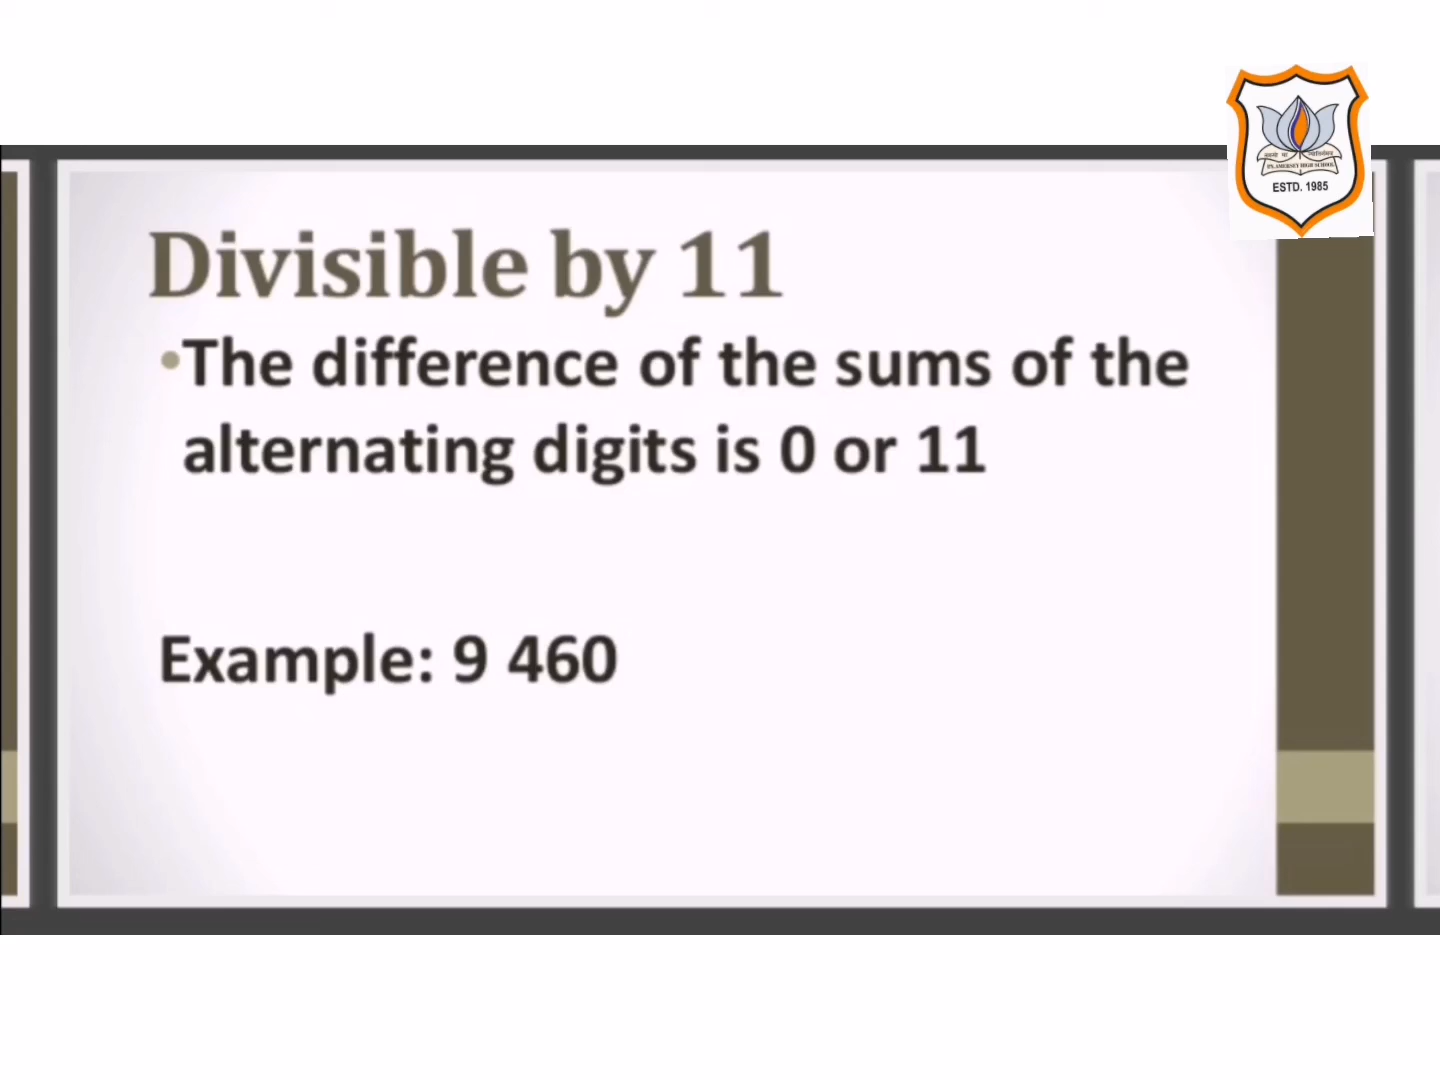 ESTD. 1985
Divisible by 11
•The difference of the sums of the
alternating digits is 0 or 11
Example: 9 460